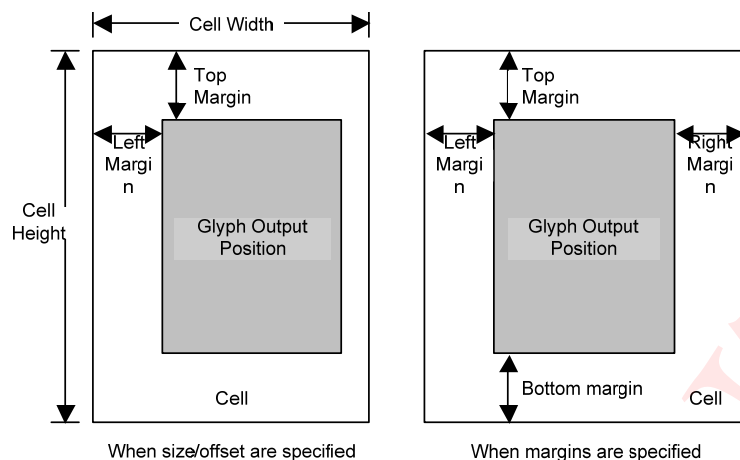 Cell Width
Top
Margin
Left
Margi
n
Cell
Height
Glyph Output
Position
Cell
When size/offset are specified
Top
Margin
Left
Margi
n
Right
Margi
n
Glyph Output
Position
Bottom margin
Cell
When margins are specified